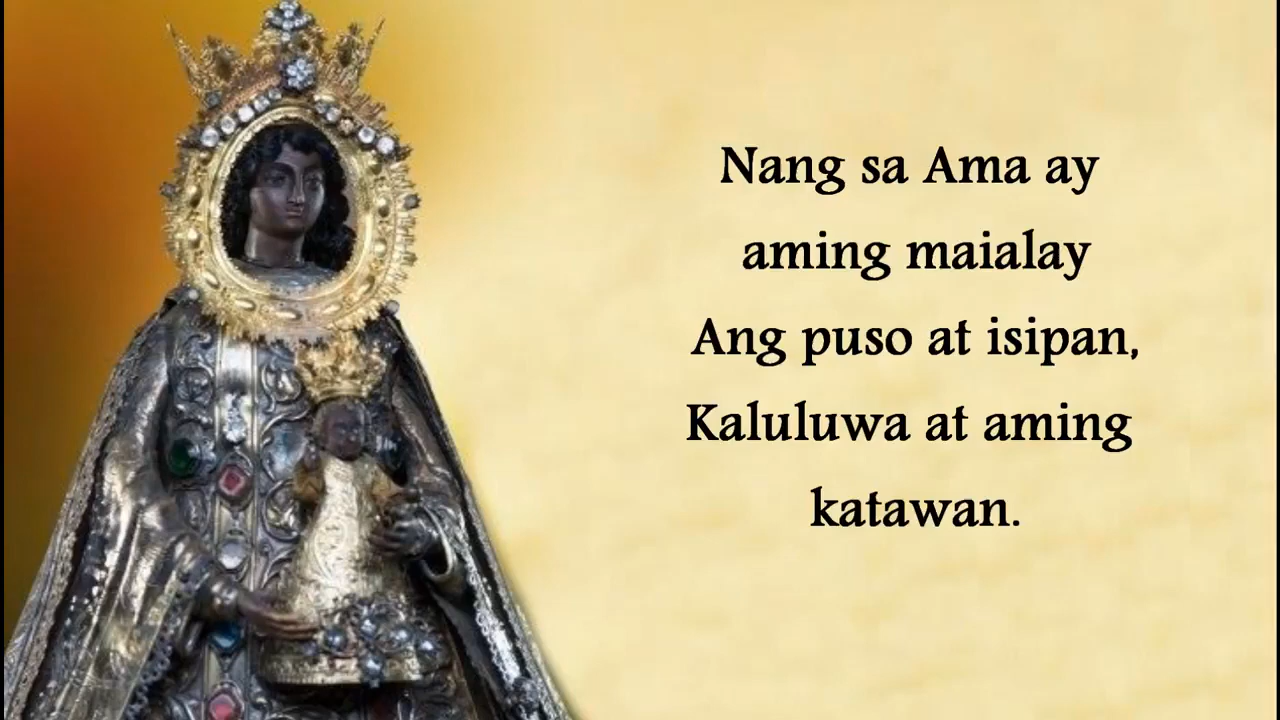 Nang sa Ama ay
aming maialay
Ang puso at isipan,
Kaluluwa at aming
katawan.